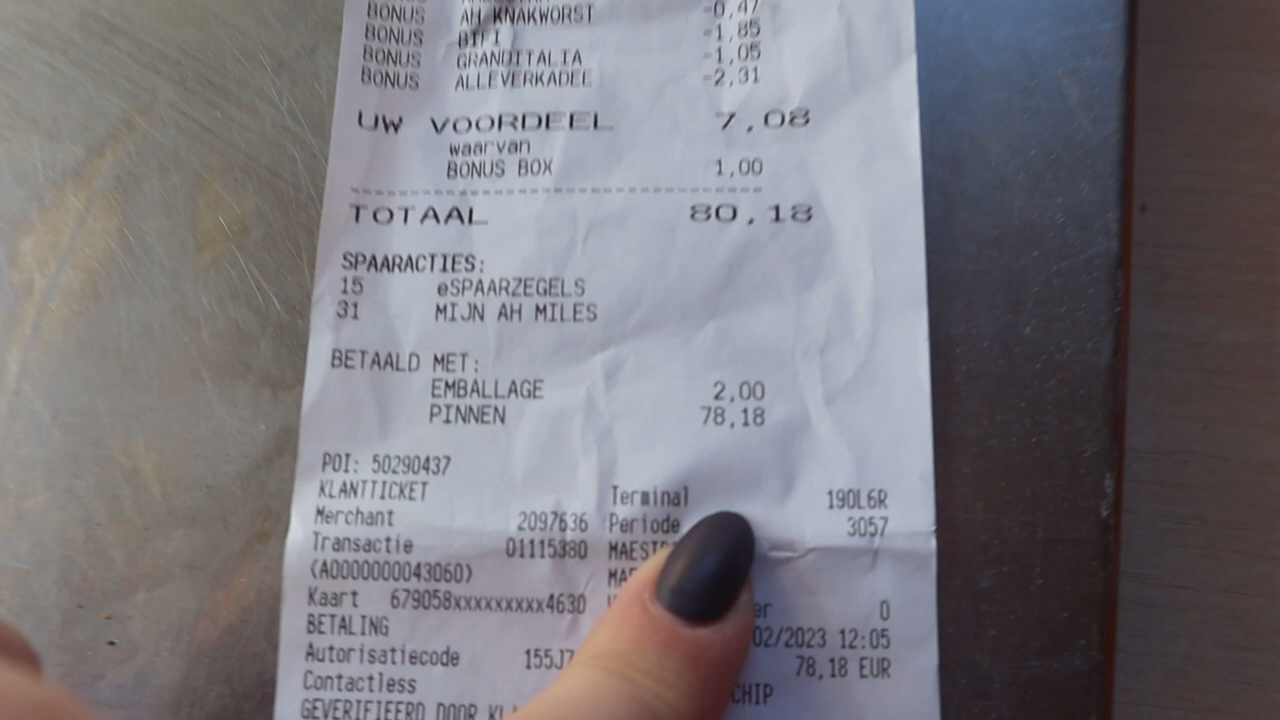 BONUS AH KNAKWORST -0,47
BONUS BIFI -1,85
BONUS GRANDITALIA -1,05
BONUS ALLEVERKADEE -2,31
UW VOORDEEL 7,08
waarvan
BONUS BOX 1,00
TOTAAL 80,18
SPAARACTIES:
15 eSPAARZEGELS
31 MIJN AH MILES
BETAALD MET:
EMBALLAGE 2,00
PINNEN 78,18
POI: 50290437
KLANTTICKET Terminal 190L6R
Merchant 2097636 Periode 3057
Transactie 01115380
(A0000000043060)
Kaart 679058xxxxxxxxx4630 0
BETALING 02/2023 12:05
Autorisatiecode 78,18 EUR
Contactless CHIP
GEVERIFIEERD DOOR